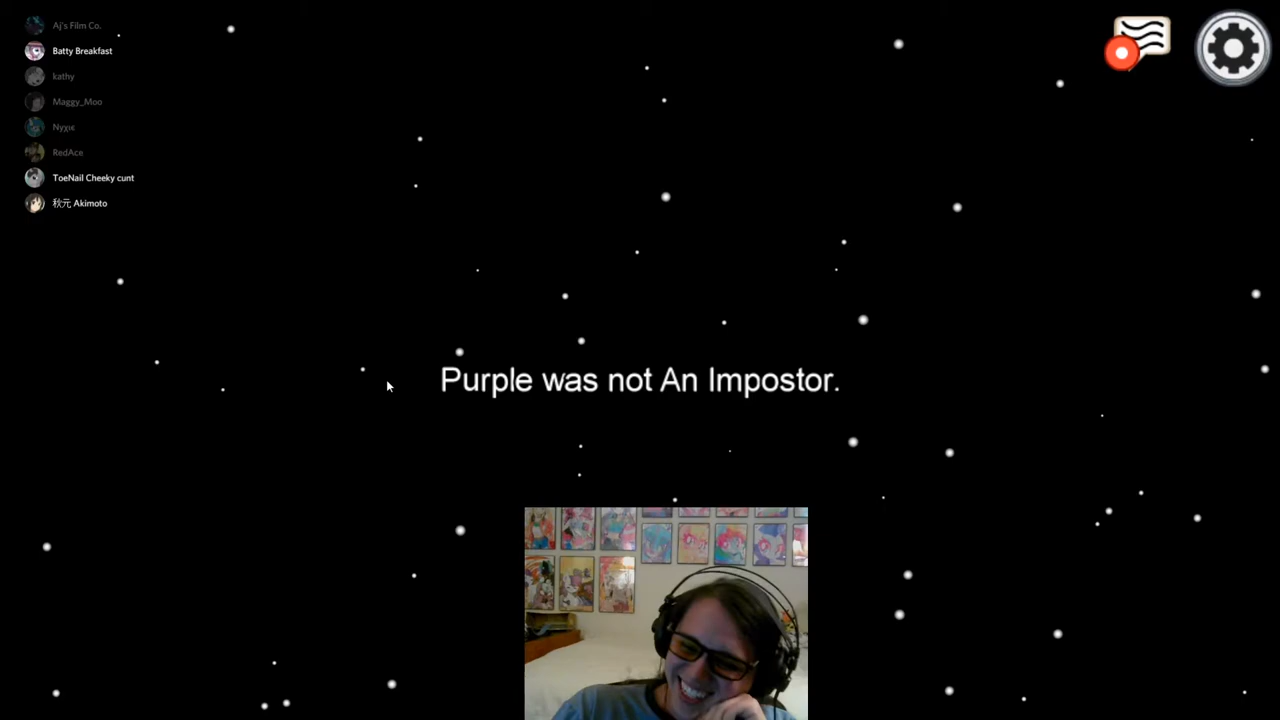 Aj's Film Co.
Batty Breakfast
kathy
Maggy_Moo
Nyχιε
RedAce
ToeNail Cheeky cunt
秋元 Akimoto
Purple was not An Impostor.